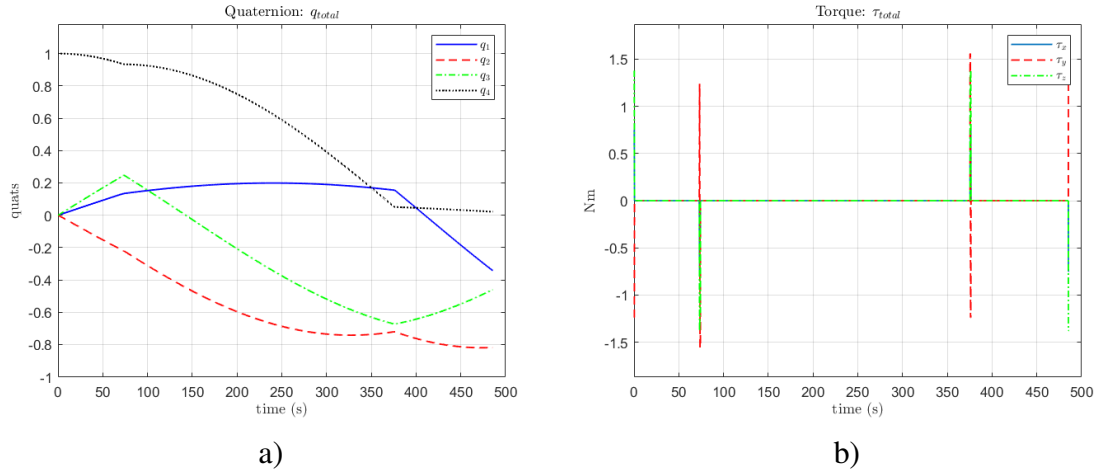 Quaternion: q_total
1
0.8
0.6
0.4
0.2
0
-0.2
-0.4
-0.6
-0.8
-1
quats
q₁
q₂
q₃
q₄
0 50 100 150 200 250 300 350 400 450 500
time (s)
a)
Torque: τ_total
1.5
1
0.5
0
-0.5
-1
-1.5
Nm
τₓ
τ_y
τ_z
0 50 100 150 200 250 300 350 400 450 500
time (s)
b)